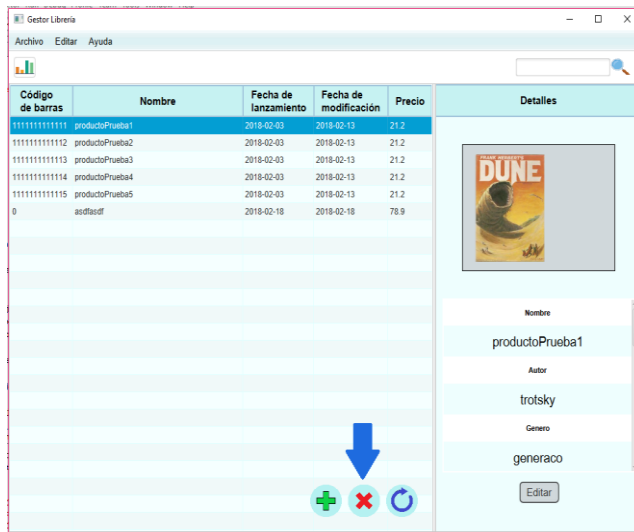 Gestor Librería
Archivo Editar Ayuda
Código de barras Nombre Fecha de lanzamiento Fecha de modificación Precio
1111111111111 productoPrueba1 2018-02-03 2018-02-13 21.2
1111111111112 productoPrueba2 2018-02-03 2018-02-13 21.2
1111111111113 productoPrueba3 2018-02-03 2018-02-13 21.2
1111111111114 productoPrueba4 2018-02-03 2018-02-13 21.2
1111111111115 productoPrueba5 2018-02-03 2018-02-13 21.2
0 asdfasdf 2018-02-18 2018-02-18 78.9
Detalles
FRANK HERBERT'S
DUNE
Nombre
productoPrueba1
Autor
trotsky
Genero
generaco
Editar